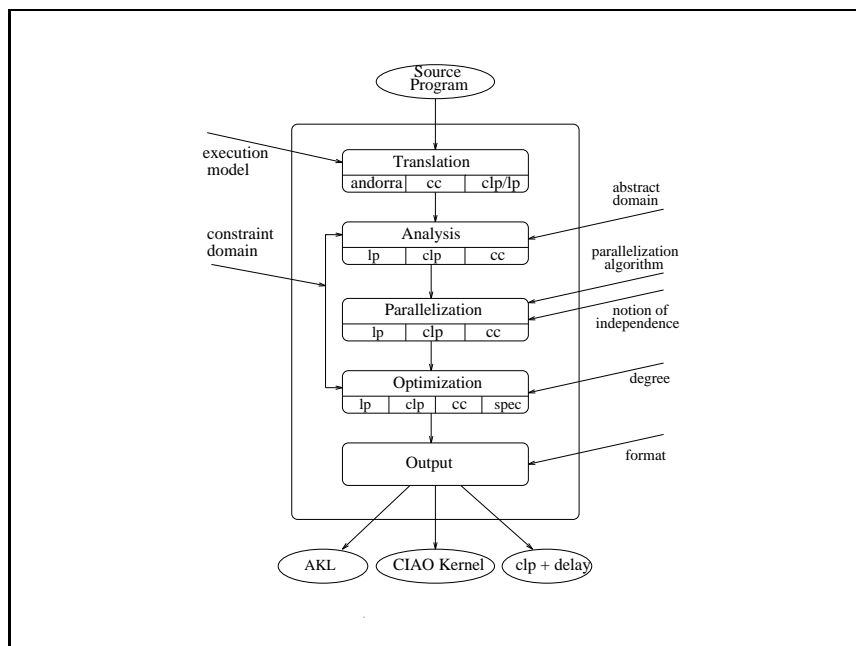 Source
Program
execution
model
Translation
andorra cc clp/lp
abstract
domain
Analysis
lp clp cc
constraint
domain
parallelization
algorithm
Parallelization
lp clp cc
notion of
independence
Optimization
lp clp cc spec
degree
Output
format
AKL
CIAO Kernel
clp + delay